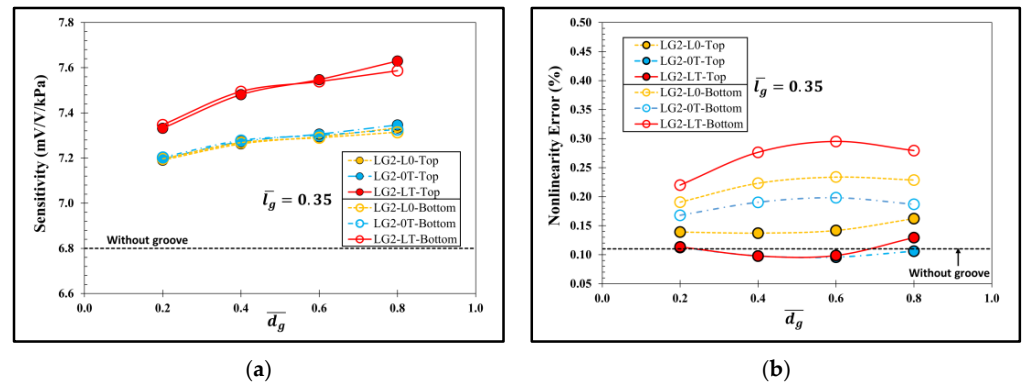 7.8
7.6
7.4
7.2
7.0
6.8
6.6
Sensitivity (mV/V/kPa)
LG2-L0-Top
LG2-0T-Top
LG2-LT-Top
LG2-L0-Bottom
LG2-0T-Bottom
LG2-LT-Bottom
l̅g = 0.35
Without groove
0.0 0.2 0.4 0.6 0.8 1.0
d̅g
(a)
0.50
0.45
0.40
0.35
0.30
0.25
0.20
0.15
0.10
0.05
Nonlinearity Error (%)
LG2-L0-Top
LG2-0T-Top
LG2-LT-Top
LG2-L0-Bottom
LG2-0T-Bottom
LG2-LT-Bottom
l̅g = 0.35
Without groove
0.0 0.2 0.4 0.6 0.8 1.0
d̅g
(b)